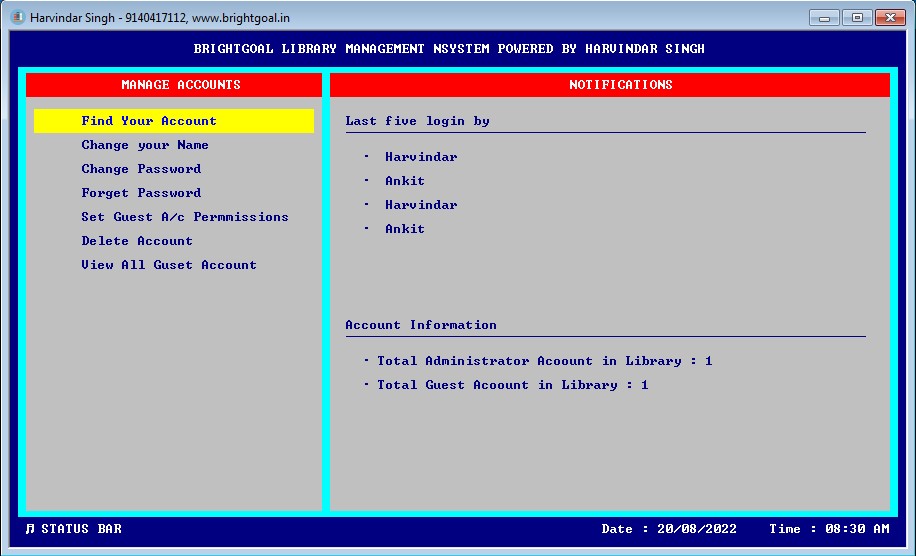 Harvindar Singh - 9140417112, www.brightgoal.in
BRIGHTGOAL LIBRARY MANAGEMENT NSYSTEM POWERED BY HARVINDAR SINGH
MANAGE ACCOUNTS
Find Your Account
Change your Name
Change Password
Forget Password
Set Guest A/c Permmissions
Delete Account
View All Guset Account
NOTIFICATIONS
Last five login by
· Harvindar
· Ankit
· Harvindar
· Ankit
Account Information
· Total Administrator Acoount in Library : 1
· Total Guest Acoount in Library : 1
♫ STATUS BAR
Date : 20/08/2022 Time : 08:30 AM